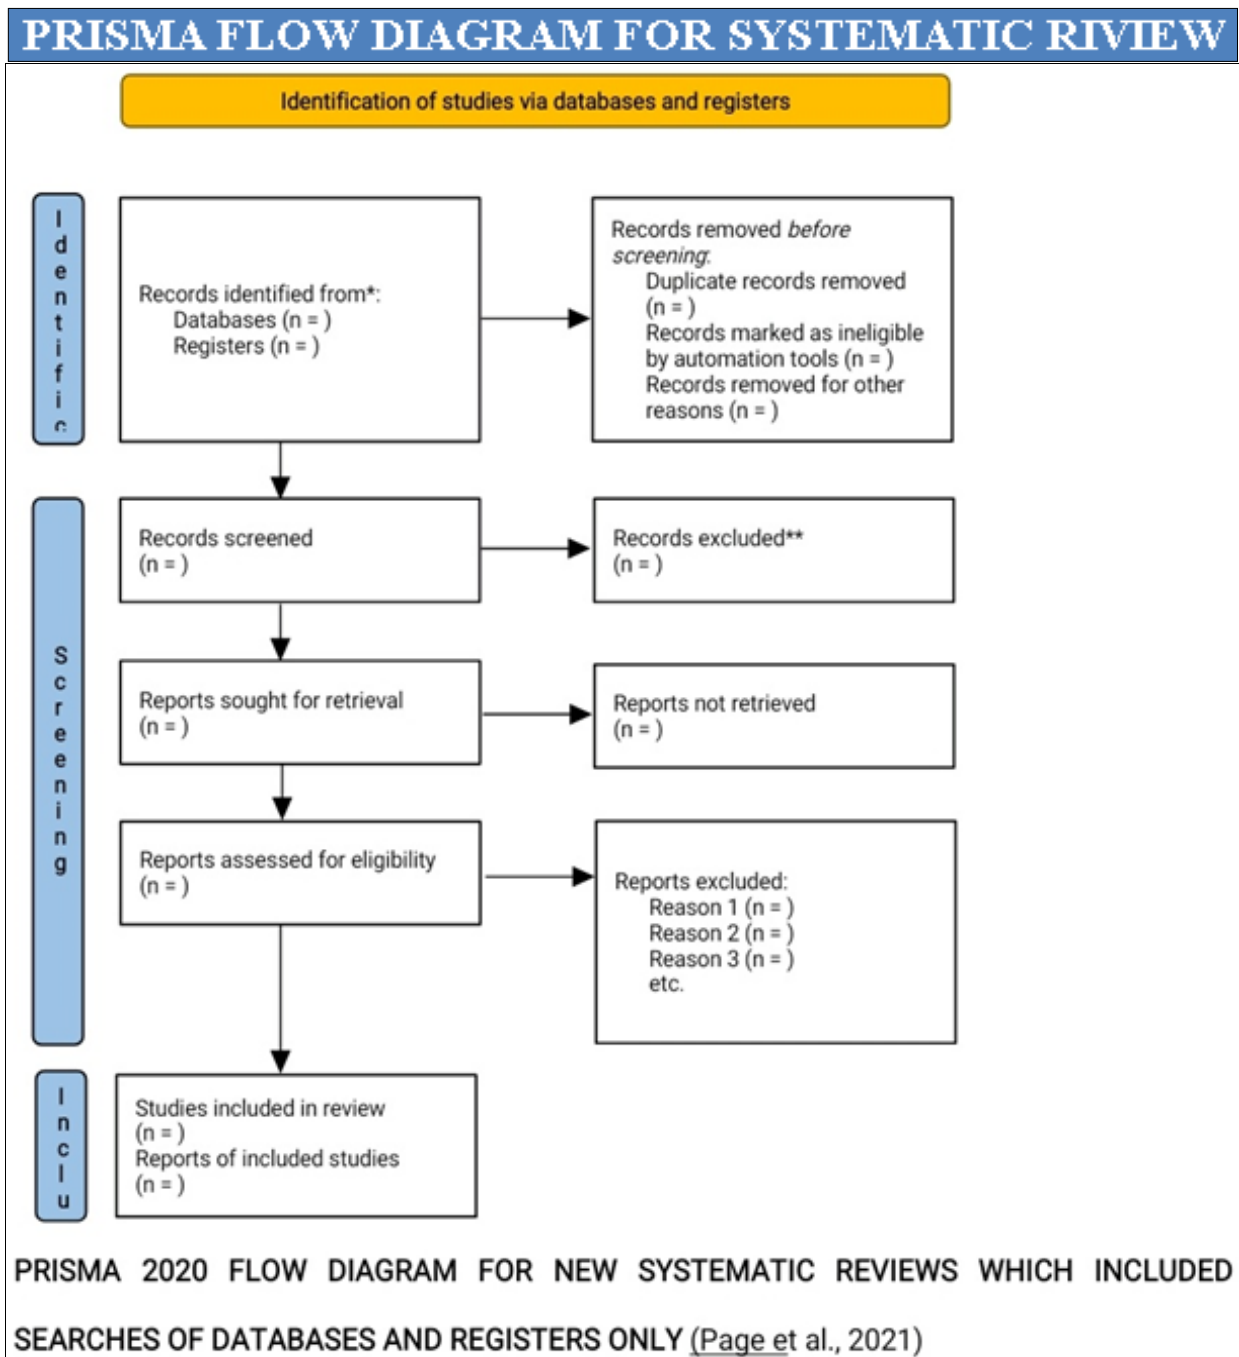 PRISMA FLOW DIAGRAM FOR SYSTEMATIC RIVIEW
Identification of studies via databases and registers
Identific
Records identified from*:
Databases (n = )
Registers (n = )
Records removed before
screening:
Duplicate records removed
(n = )
Records marked as ineligible
by automation tools (n = )
Records removed for other
reasons (n = )
Screening
Records screened
(n = )
Records excluded**
(n = )
Reports sought for retrieval
(n = )
Reports not retrieved
(n = )
Reports assessed for eligibility
(n = )
Reports excluded:
Reason 1 (n = )
Reason 2 (n = )
Reason 3 (n = )
etc.
Inclu
Studies included in review
(n = )
Reports of included studies
(n = )
PRISMA 2020 FLOW DIAGRAM FOR NEW SYSTEMATIC REVIEWS WHICH INCLUDED
SEARCHES OF DATABASES AND REGISTERS ONLY (Page et al., 2021)